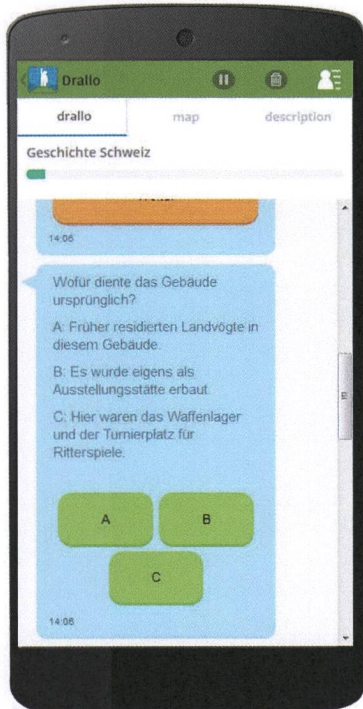 Drallo
drallo map description
Geschichte Schweiz
14:06
Wofür diente das Gebäude
ursprünglich?
A: Früher residierten Landvögte in
diesem Gebäude.
B: Es wurde eigens als
Ausstellungsstätte erbaut.
C: Hier waren das Waffenlager
und der Turnierplatz für
Ritterspiele.
A B
C
14:06